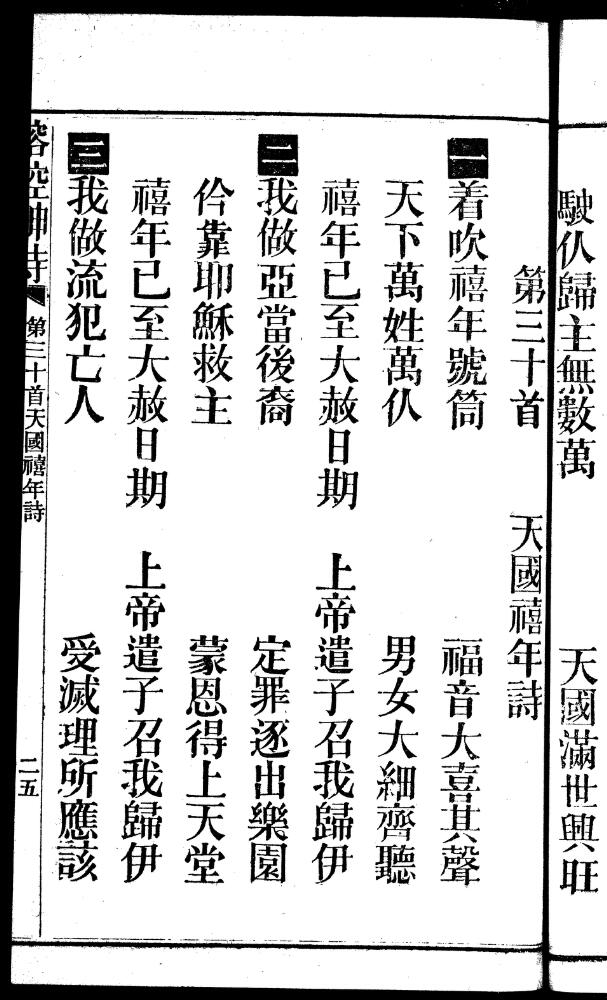 駛仈歸主無數萬　天國滿世興旺
第三十首　天國禧年詩
一着吹禧年號筒　福音大喜其聲
天下萬姓萬仈　男女大細齊聽
禧年已至大赦日期　上帝遣子召我歸伊
二我做亞當後裔　定罪逐出樂園
伶靠耶穌救主　蒙恩得上天堂
禧年已至大赦日期　上帝遣子召我歸伊
三我做流犯亡人　受滅理所應該
榕空神詩　第三十首天國禧年詩　二五